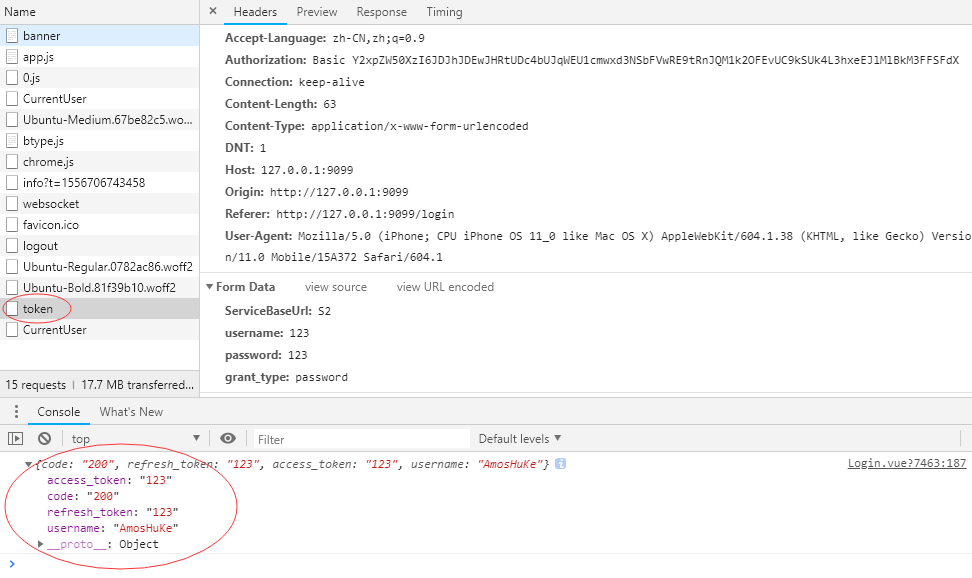 Name
banner
app.js
0.js
CurrentUser
Ubuntu-Medium.67be82c5.wo...
btype.js
chrome.js
info?t=1556706743458
websocket
favicon.ico
logout
Ubuntu-Regular.0782ac86.woff2
Ubuntu-Bold.81f39b10.woff2
token
CurrentUser
15 requests | 17.7 MB transferred...
× Headers Preview Response Timing
Accept-Language: zh-CN,zh;q=0.9
Authorization: Basic
Connection: keep-alive
Content-Length: 63
Content-Type: application/x-www-form-urlencoded
DNT: 1
Host: 127.0.0.1:9099
Origin: http://127.0.0.1:9099
Referer: http://127.0.0.1:9099/login
User-Agent: Mozilla/5.0 (iPhone; CPU iPhone OS 11_0 like Mac OS X) AppleWebKit/604.1.38 (KHTML, like Gecko) Versio
n/11.0 Mobile/15A372 Safari/604.1
▼ Form Data view source view URL encoded
ServiceBaseUrl: S2
username: 123
password: 123
grant_type: password
Console What's New
top ▼ Filter Default levels ▼
▼{code: "200", refresh_token: "123", access_token: "123", username: "AmosHuKe"} i Login.vue?7463:187
access_token: "123"
code: "200"
refresh_token: "123"
username: "AmosHuKe"
▶ __proto__: Object
>